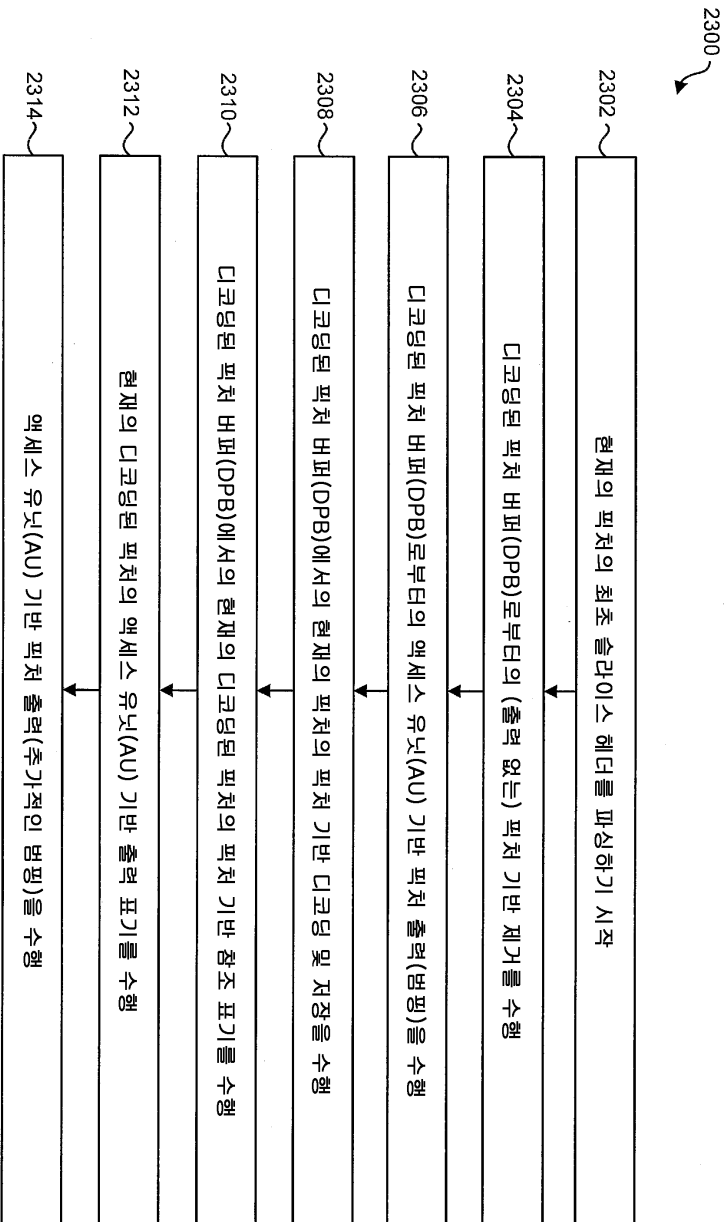 2300
2302
현재의 픽처의 최초 슬라이스 헤더를 파싱하기 시작
2304
디코딩된 픽처 버퍼(DPB)로부터의 (출력 없는) 픽처 기반 제거를 수행
2306
디코딩된 픽처 버퍼(DPB)로부터의 액세스 유닛(AU) 기반 픽처 출력(범핑)을 수행
2308
디코딩된 픽처 버퍼(DPB)에서의 현재의 픽처의 픽처 기반 디코딩 및 저장을 수행
2310
디코딩된 픽처 버퍼(DPB)에서의 현재의 디코딩된 픽처의 픽처 기반 참조 표기를 수행
2312
현재의 디코딩된 픽처의 액세스 유닛(AU) 기반 출력 표기를 수행
2314
액세스 유닛(AU) 기반 픽처 출력(추가적인 범핑)을 수행